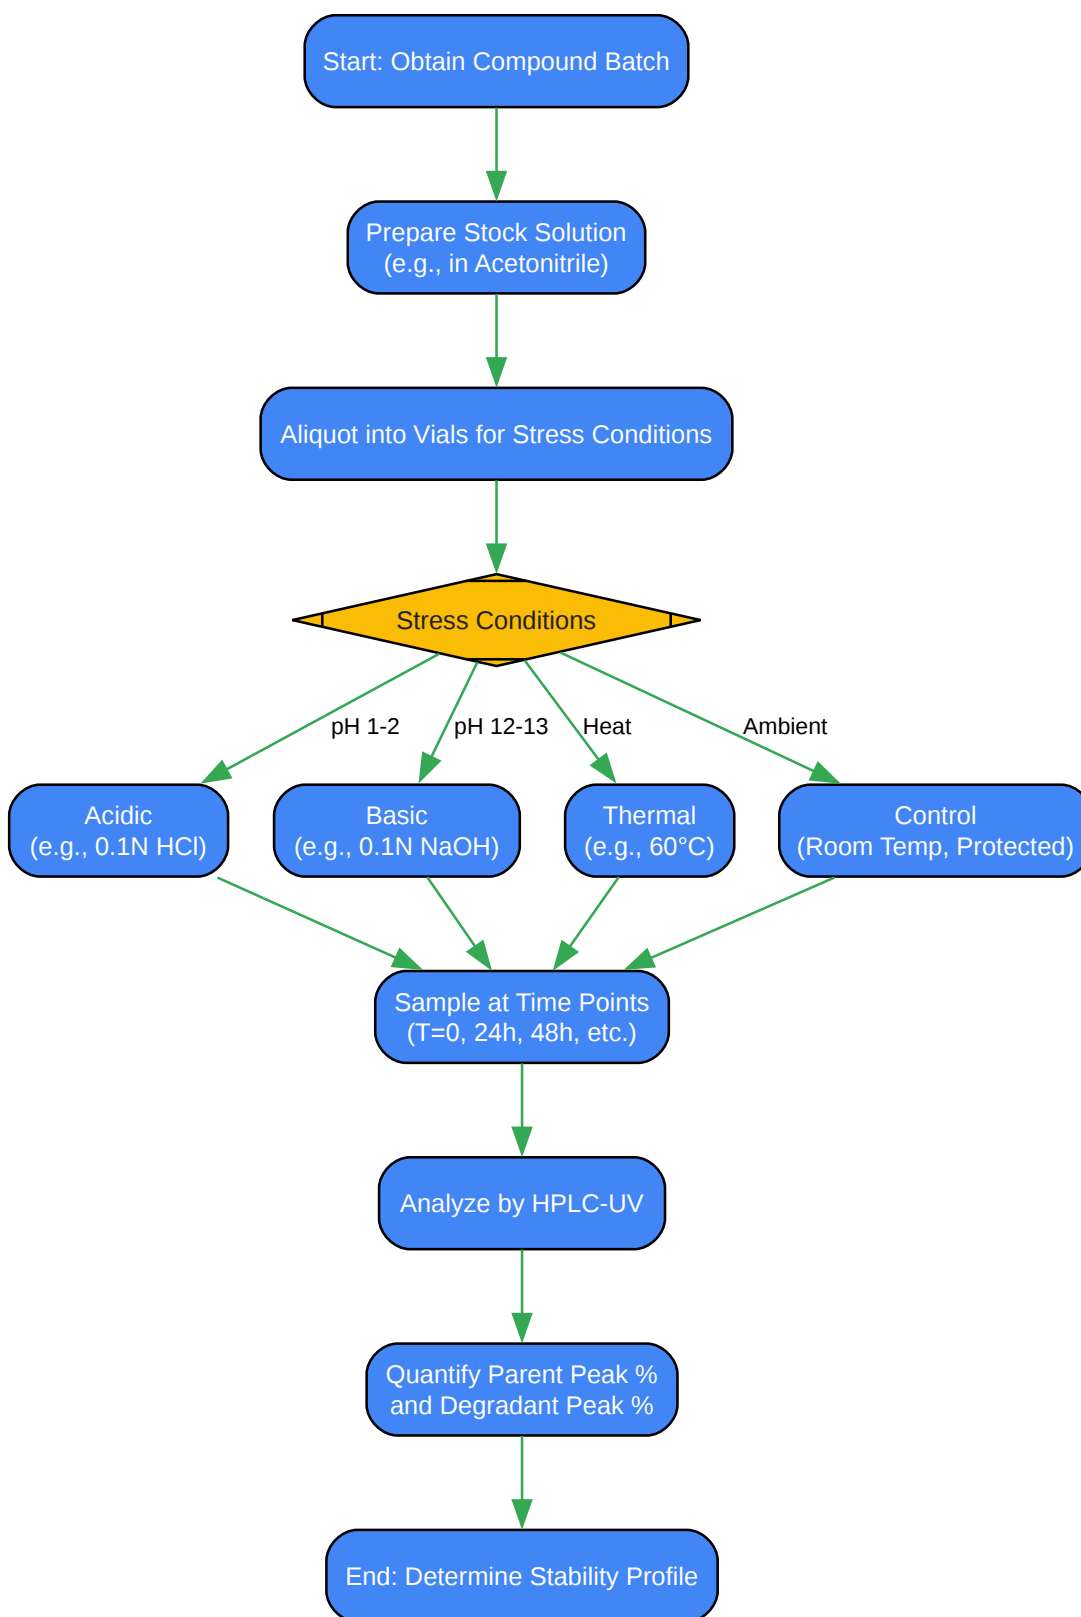 Start: Obtain Compound Batch
Prepare Stock Solution
(e.g., in Acetonitrile)
Aliquot into Vials for Stress Conditions
Stress Conditions
pH 1-2
pH 12-13
Heat
Ambient
Acidic
(e.g., 0.1N HCl)
Basic
(e.g., 0.1N NaOH)
Thermal
(e.g., 60°C)
Control
(Room Temp, Protected)
Sample at Time Points
(T=0, 24h, 48h, etc.)
Analyze by HPLC-UV
Quantify Parent Peak %
and Degradant Peak %
End: Determine Stability Profile